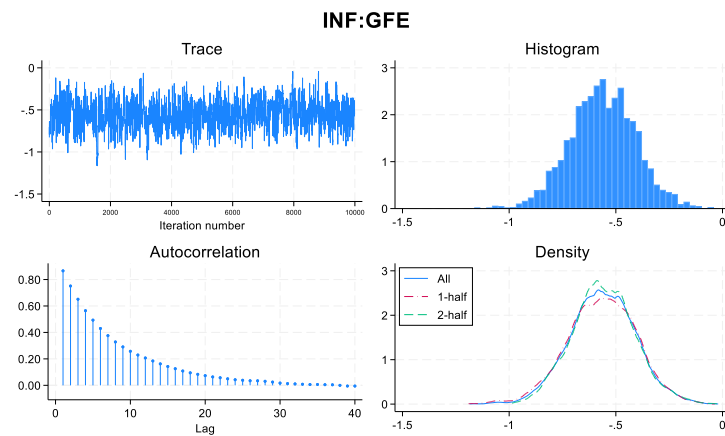 INF:GFE
Trace
0
-.5
-1
-1.5
0 2000 4000 6000 8000 10000
Iteration number
Histogram
3
2
1
0
-1.5 -1 -.5 0
Autocorrelation
0.80
0.60
0.40
0.20
0.00
0 10 20 30 40
Lag
Density
3
2
1
0
All
1-half
2-half
-1.5 -1 -.5 0